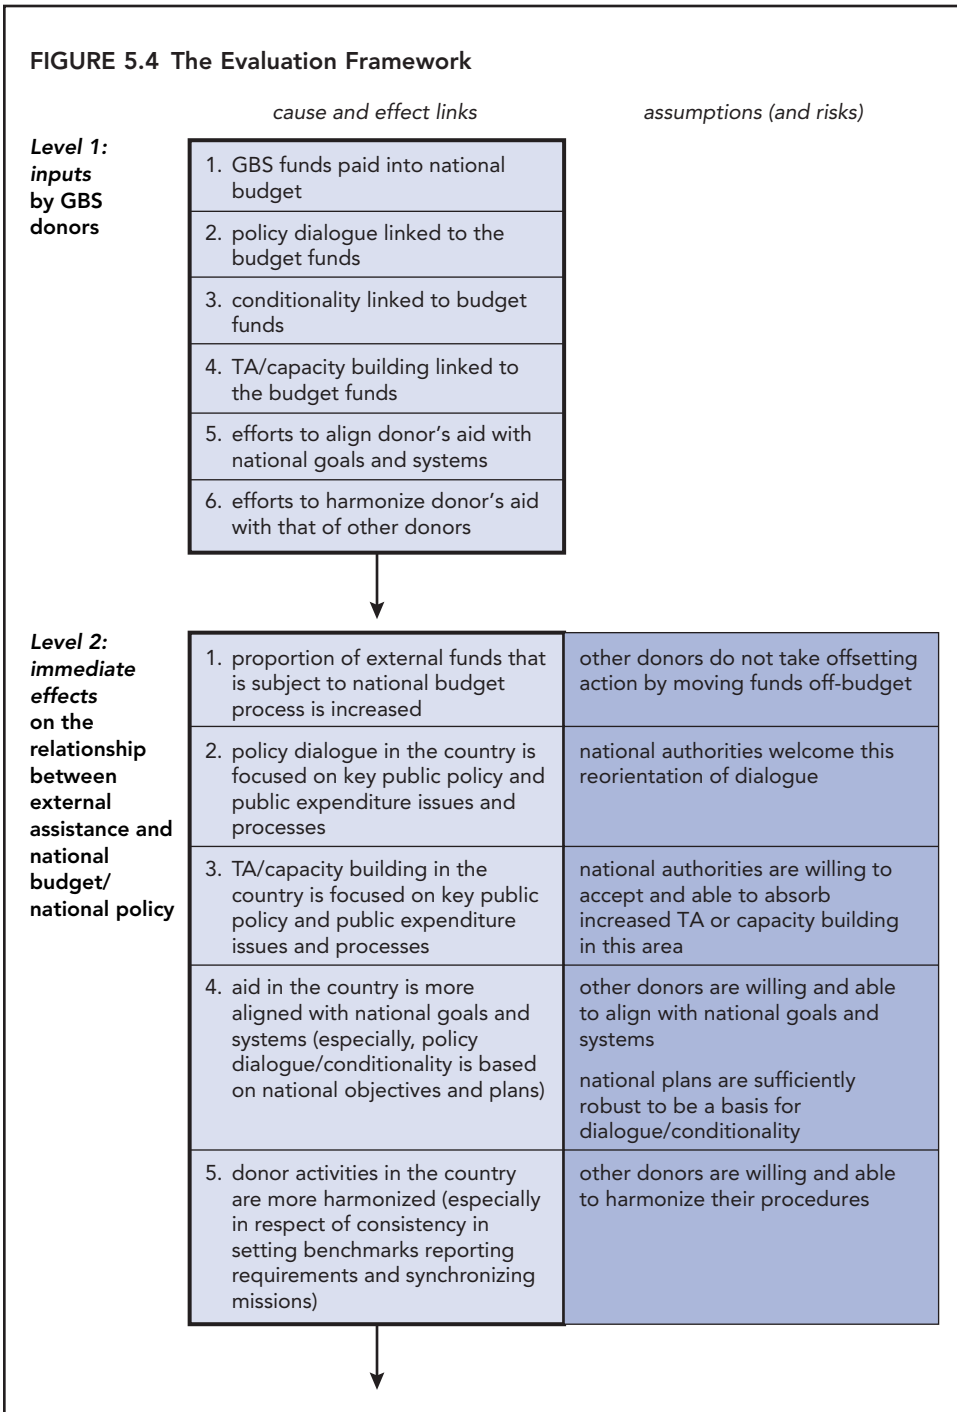 FIGURE 5.4 The Evaluation Framework
cause and effect links
assumptions (and risks)
Level 1:
inputs
by GBS
donors
1. GBS funds paid into national
budget
2. policy dialogue linked to the
budget funds
3. conditionality linked to budget
funds
4. TA/capacity building linked to
the budget funds
5. efforts to align donor's aid with
national goals and systems
6. efforts to harmonize donor's aid
with that of other donors
Level 2:
immediate
effects
on the
relationship
between
external
assistance and
national
budget/
national policy
1. proportion of external funds that
is subject to national budget
process is increased
other donors do not take offsetting
action by moving funds off-budget
2. policy dialogue in the country is
focused on key public policy and
public expenditure issues and
processes
national authorities welcome this
reorientation of dialogue
3. TA/capacity building in the
country is focused on key public
policy and public expenditure
issues and processes
national authorities are willing to
accept and able to absorb
increased TA or capacity building
in this area
4. aid in the country is more
aligned with national goals and
systems (especially, policy
dialogue/conditionality is based
on national objectives and plans)
other donors are willing and able
to align with national goals and
systems
national plans are sufficiently
robust to be a basis for
dialogue/conditionality
5. donor activities in the country
are more harmonized (especially
in respect of consistency in
setting benchmarks reporting
requirements and synchronizing
missions)
other donors are willing and able
to harmonize their procedures